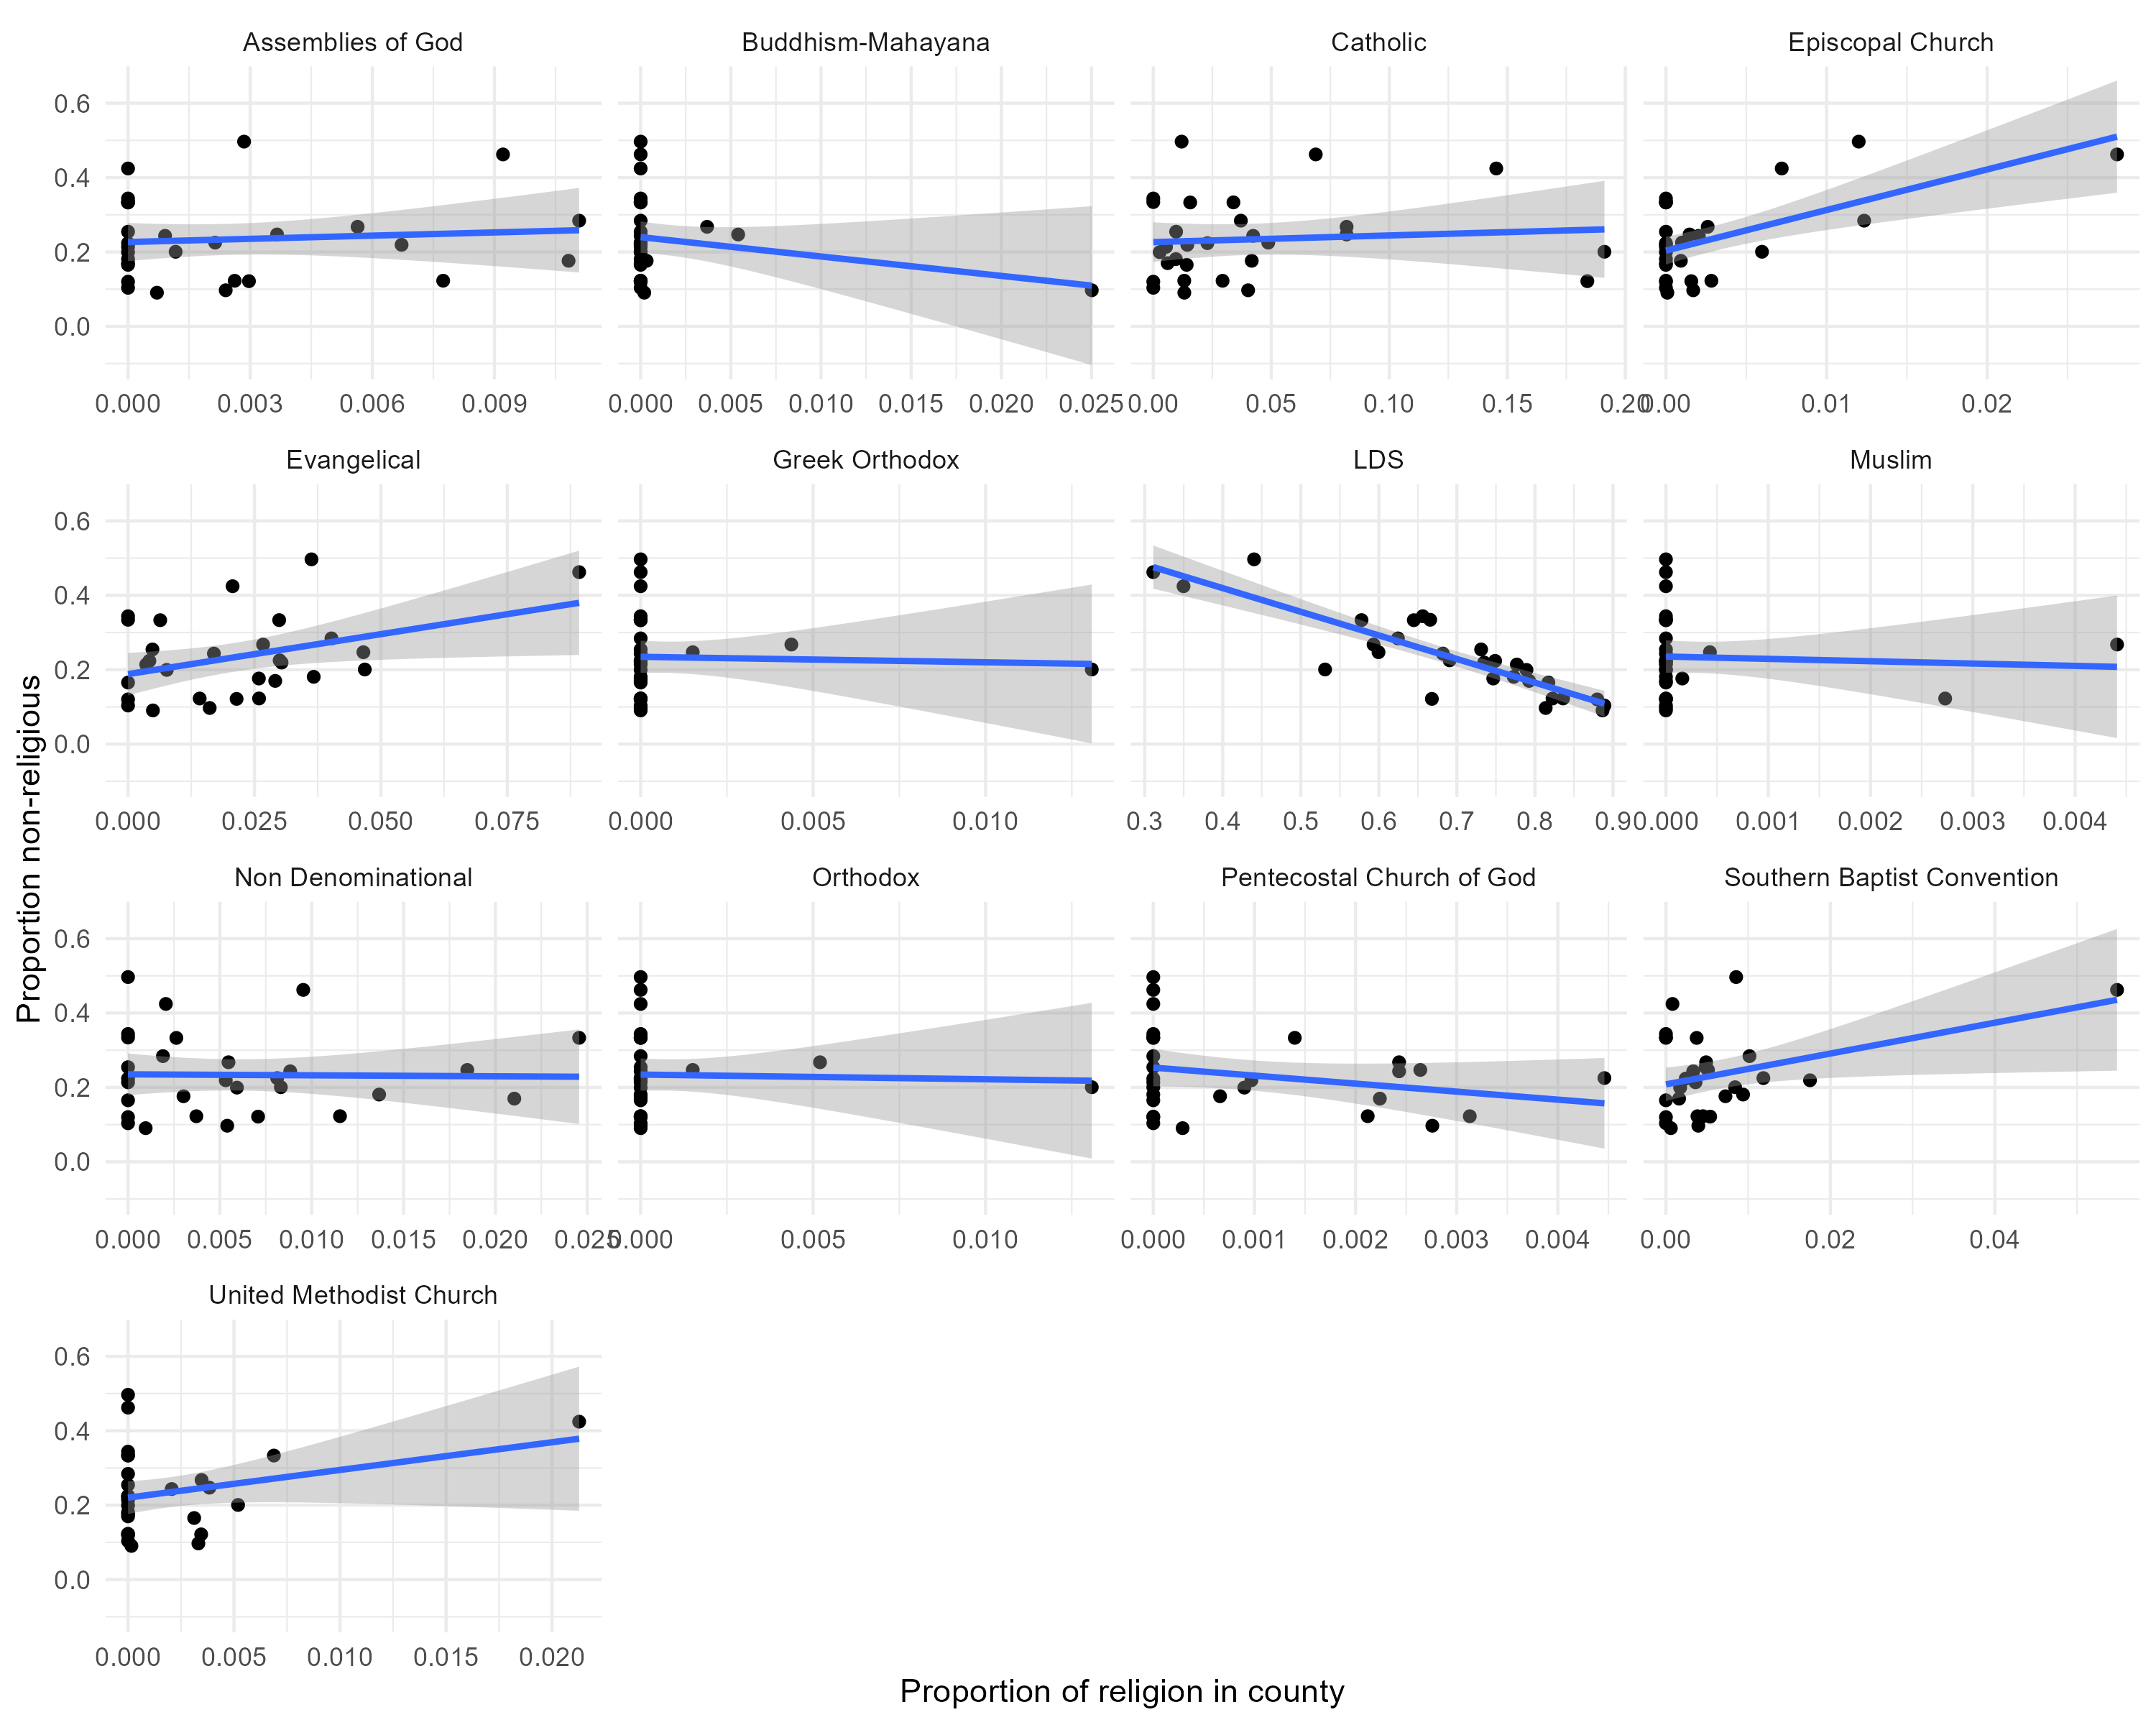 Assemblies of God Buddhism-Mahayana Catholic Episcopal Church
0.6
0.4
0.2
0.0
0.000 0.003 0.006 0.009 0.000 0.005 0.010 0.015 0.020 0.025 0.00 0.05 0.10 0.15 0.20 0.00 0.01 0.02
Evangelical Greek Orthodox LDS Muslim
0.6
0.4
0.2
0.0
0.000 0.025 0.050 0.075 0.000 0.005 0.010 0.3 0.4 0.5 0.6 0.7 0.8 0.9 0.000 0.001 0.002 0.003 0.004
Proportion non-religious
Non Denominational Orthodox Pentecostal Church of God Southern Baptist Convention
0.6
0.4
0.2
0.0
0.000 0.005 0.010 0.015 0.020 0.025 0.000 0.005 0.010 0.000 0.001 0.002 0.003 0.004 0.00 0.02 0.04
United Methodist Church
0.6
0.4
0.2
0.0
0.000 0.005 0.010 0.015 0.020
Proportion of religion in county